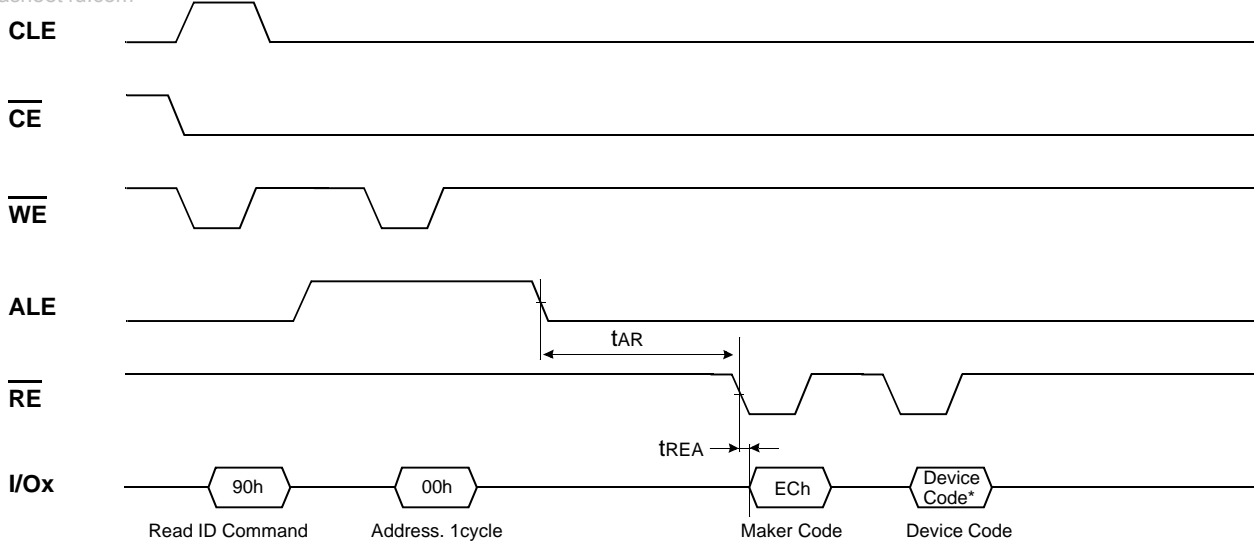 CLE
CE
WE
ALE
tAR
RE
tREA
I/Ox
90h
00h
ECh
Device
Code*
Read ID Command
Address. 1cycle
Maker Code
Device Code